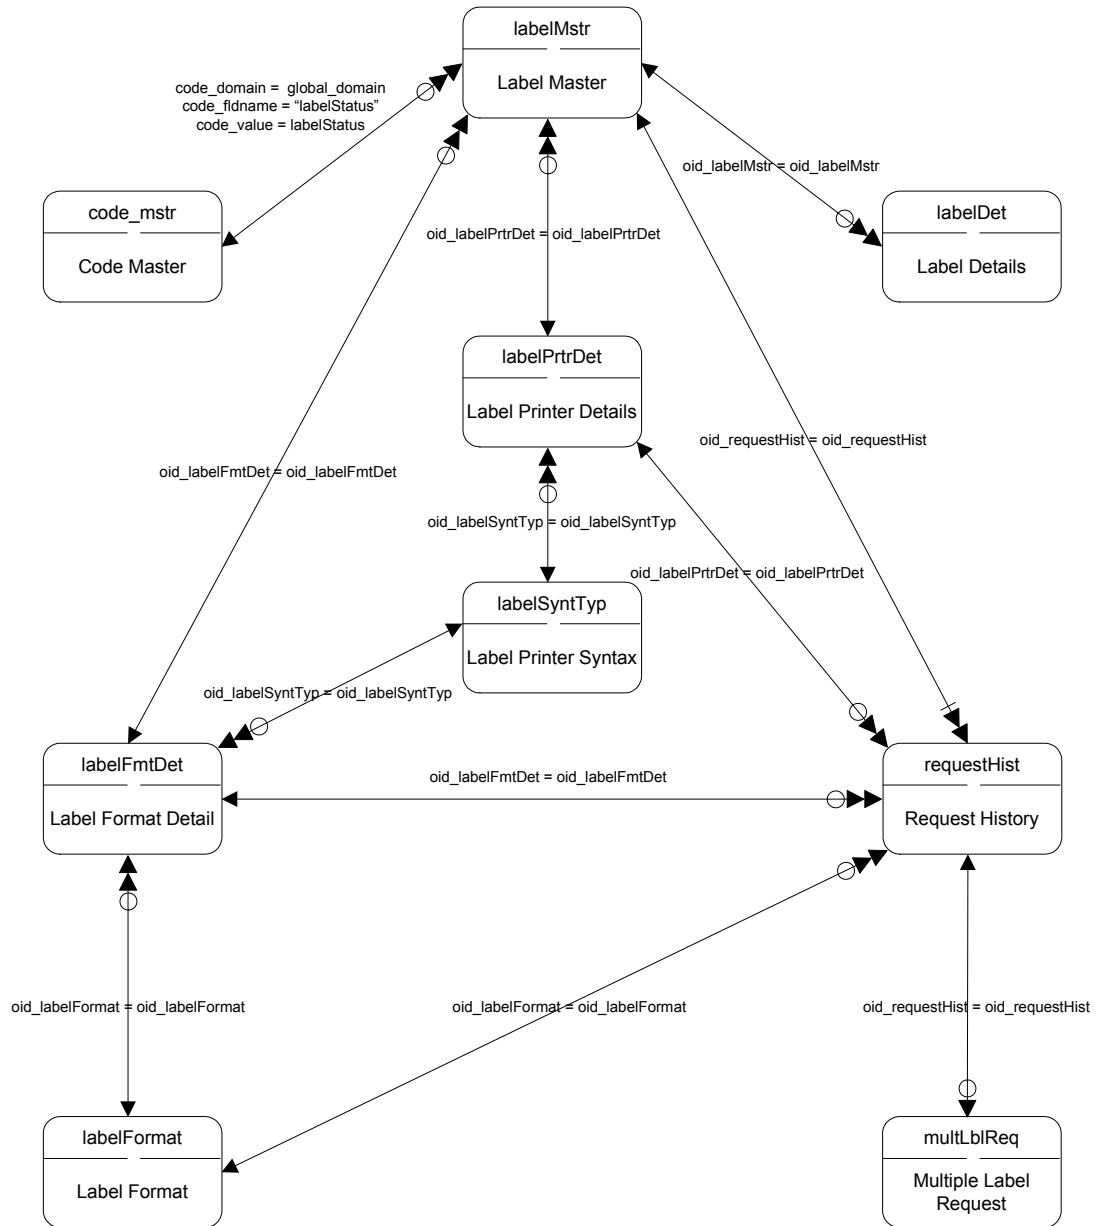 labelMstr
Label Master
code_domain = global_domain
code_fldname = “labelStatus”
code_value = labelStatus
oid_labelMstr = oid_labelMstr
code_mstr
Code Master
oid_labelPrtrDet = oid_labelPrtrDet
labelDet
Label Details
labelPrtrDet
Label Printer Details
oid_requestHist = oid_requestHist
oid_labelFmtDet = oid_labelFmtDet
oid_labelSyntTyp = oid_labelSyntTyp
oid_labelPrtrDet = oid_labelPrtrDet
labelSyntTyp
Label Printer Syntax
oid_labelSyntTyp = oid_labelSyntTyp
labelFmtDet
Label Format Detail
oid_labelFmtDet = oid_labelFmtDet
requestHist
Request History
oid_labelFormat = oid_labelFormat
oid_labelFormat = oid_labelFormat
oid_requestHist = oid_requestHist
labelFormat
Label Format
multLblReq
Multiple Label
Request